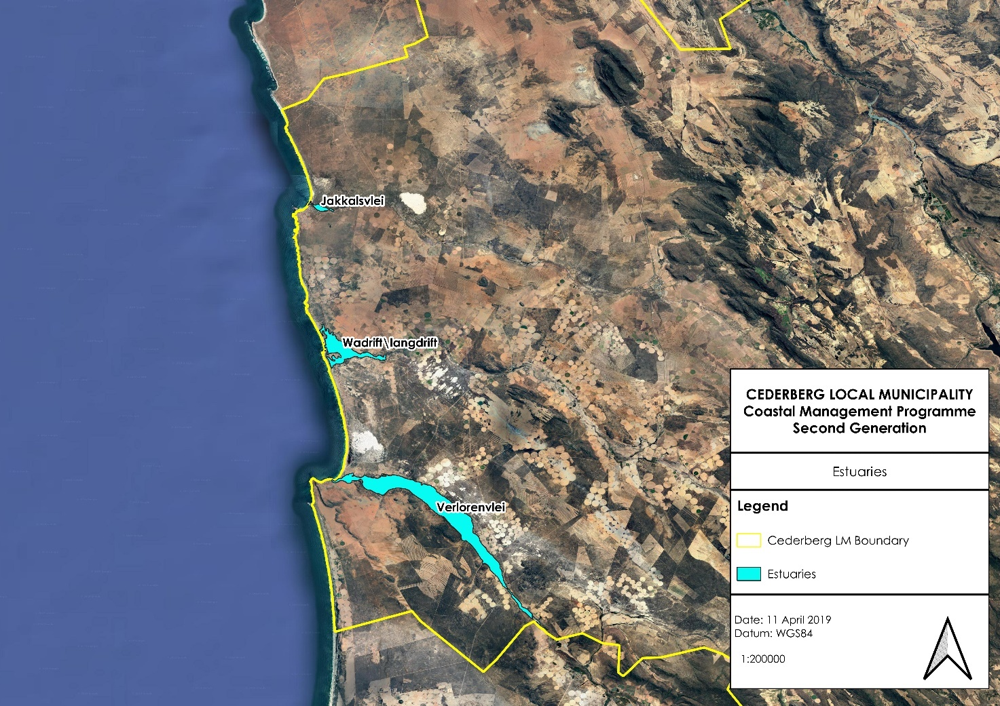 Jakkalsvlei
Wadrift\langdrift
Verlorenvlei
CEDERBERG LOCAL MUNICIPALITY
Coastal Management Programme
Second Generation
Estuaries
Legend
Cederberg LM Boundary
Estuaries
Date: 11 April 2019
Datum: WGS84
1:200000